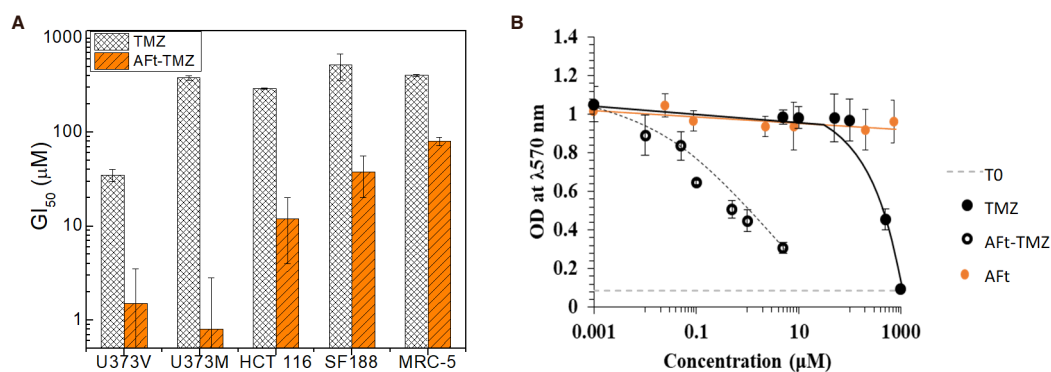 A
1000
100
10
1
GI50 (μM)
TMZ
AFt-TMZ
U373V U373M HCT 116 SF188 MRC-5
B
1.4
1.2
1
0.8
0.6
0.4
0.2
0
OD at λ570 nm
0.001 0.1 10 1000
Concentration (μM)
T0
TMZ
AFt-TMZ
AFt